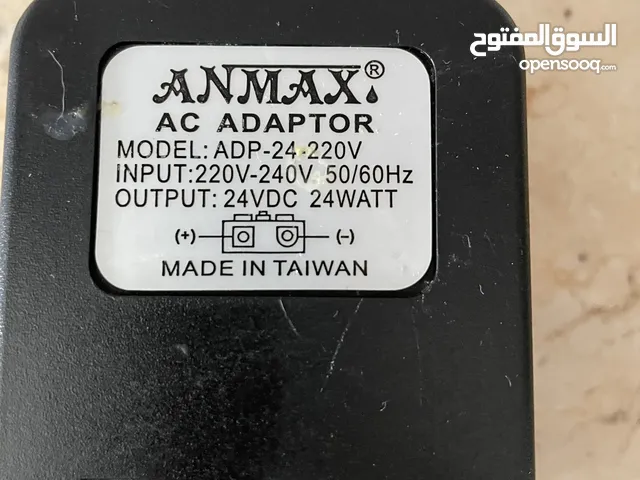 السوق المفتوح
opensooq.com
ANMAX®
AC ADAPTOR
MODEL: ADP-24-220V
INPUT:220V-240V 50/60Hz
OUTPUT: 24VDC 24WATT
(+) (−)
MADE IN TAIWAN